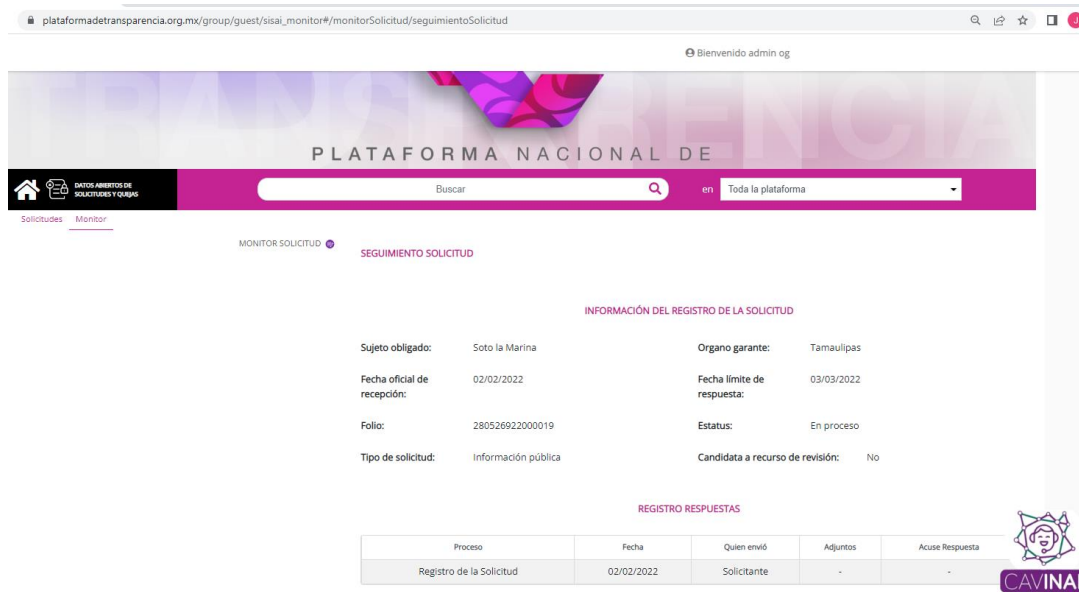 plataformadetransparencia.org.mx/group/guest/sisai_monitor#/monitorSolicitud/seguimientoSolicitud
Bienvenido admin og
PLATAFORMA NACIONAL DE
TRANSPARENCIA
DATOS ABIERTOS DE
SOLICITUDES Y QUEJAS
Buscar
en
Toda la plataforma
Solicitudes Monitor
MONITOR SOLICITUD
SEGUIMIENTO SOLICITUD
INFORMACIÓN DEL REGISTRO DE LA SOLICITUD
Sujeto obligado: Soto la Marina Organo garante: Tamaulipas
Fecha oficial de recepción: 02/02/2022 Fecha límite de respuesta: 03/03/2022
Folio: 280526922000019 Estatus: En proceso
Tipo de solicitud: Información pública Candidata a recurso de revisión: No
REGISTRO RESPUESTAS
Proceso Fecha Quien envió Adjuntos Acuse Respuesta
Registro de la Solicitud 02/02/2022 Solicitante - -
CAVINAI